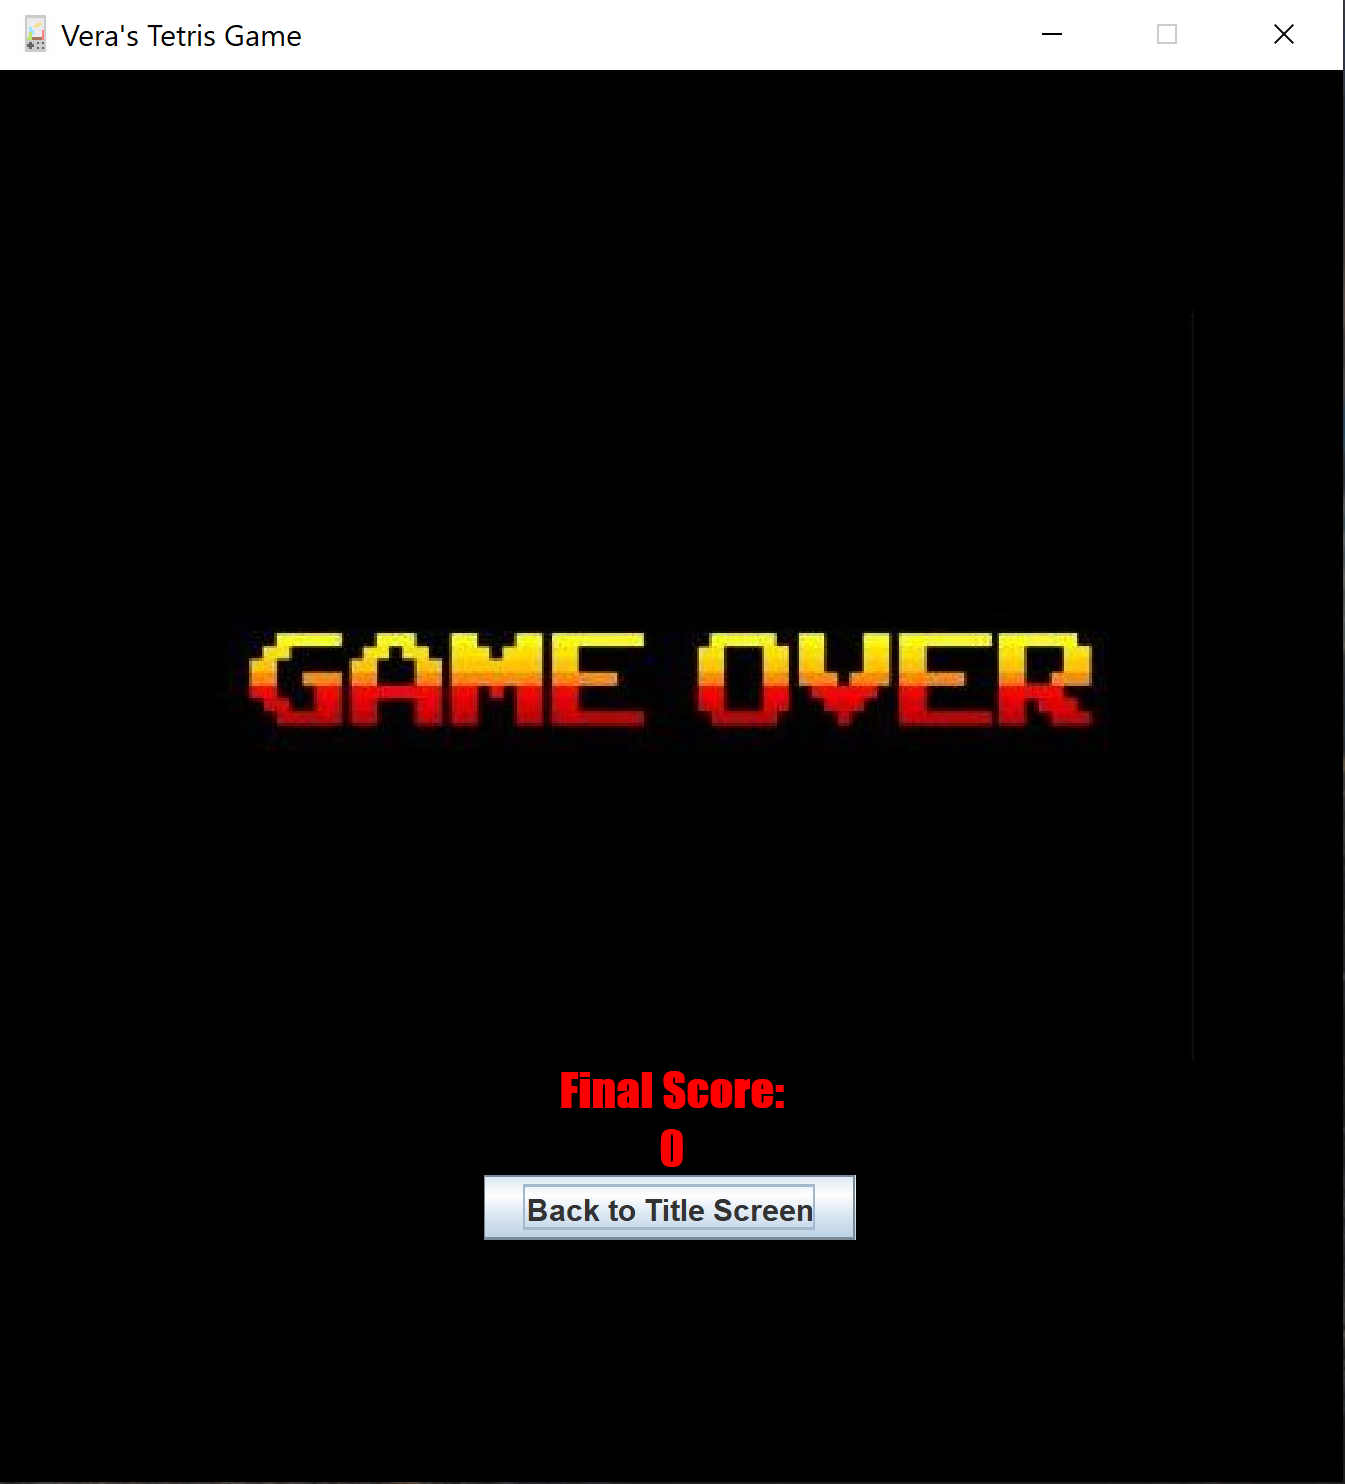 Vera's Tetris Game
GAME OVER
Final Score:
0
Back to Title Screen